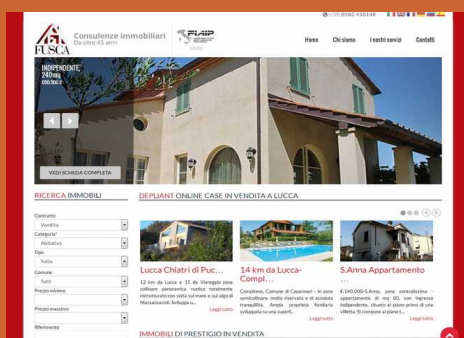 (+39) 0583 418148
FUSCA
Consulenze immobiliari
Da oltre 45 anni
FIAIP
Home Chi siamo I nostri servizi Contatti
INDIPENDENTE,
240mq
VEDI SCHEDA COMPLETA
RICERCA IMMOBILI
Contratto
Vendita
Categoria*
Abitativo
Tipo
Tutte
Comune
Tutti
Prezzo minimo
Prezzo massimo
Riferimento
DEPLIANT ONLINE CASE IN VENDITA A LUCCA
Lucca Chiatri di Puc...
12 km da Lucca e 15 da Viareggio zona
collinare panoramica rustico totalmente
ristrutturato con vista sul mare e sul algo di
Massaciuccoli. Sviluppa u...
Leggi tutto
14 km da Lucca-
Compl...
Compitese. Comune di Capannori - In zona
semicollinare, molto riservata e di assoluta
tranquillità. Ampia proprietà fondiaria
sviluppata su una superf...
Leggi tutto
S.Anna Appartamento
...
€.140.000-S.Anna, zona centralissima -
appartamento di mq 80, con ingresso
indipendente, situato al piano primo di una
villetta. Si compone al piano t...
Leggi tutto
IMMOBILI DI PRESTIGIO IN VENDITA